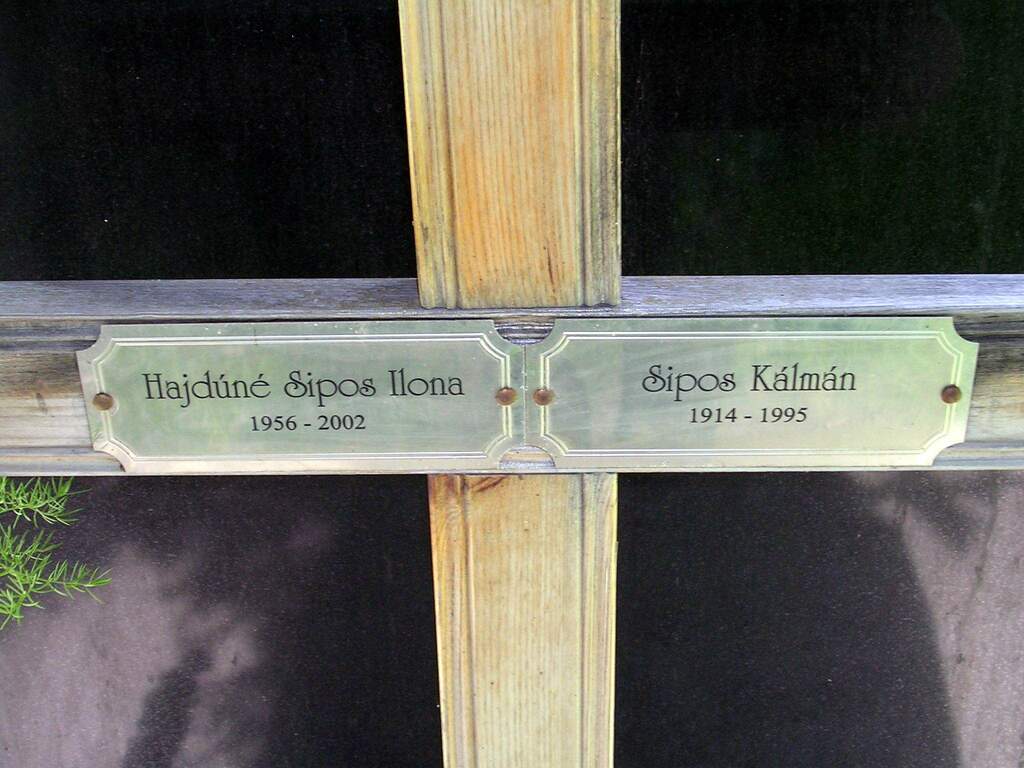 Hajdúné Sipos Ilona
1956 - 2002
Sipos Kálmán
1914 - 1995